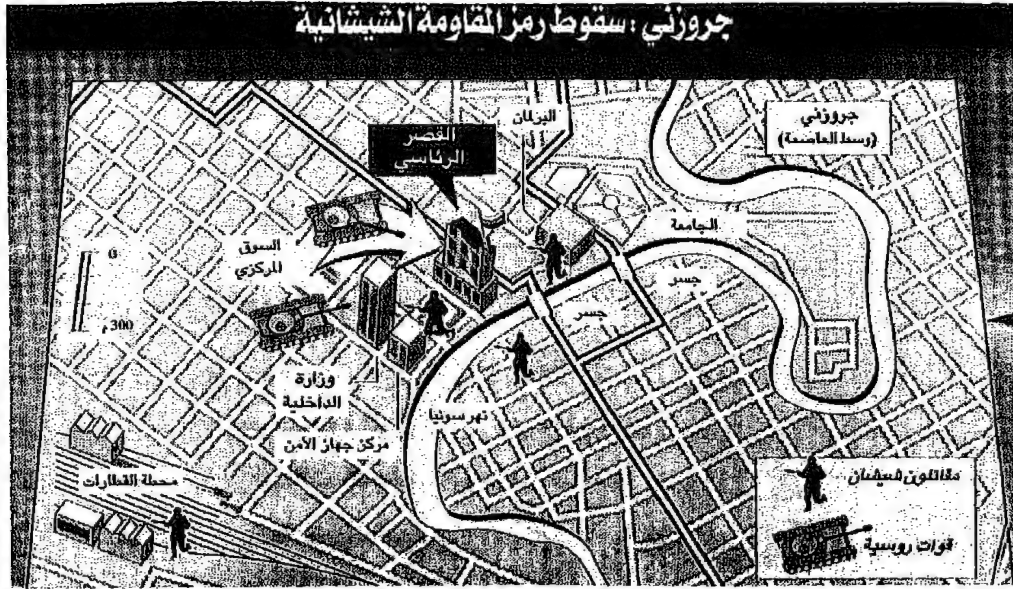 جروزني : سقوط رمز المقاومة الشيشانية
جروزني
(وسط العاصمة)
البرلمان
القصر
الرئاسي
الجامعة
السوق
المركزي
0
300م
جسر
جسر
وزارة
الداخلية
نهر سونيا
مركز جهاز الأمن
محطة القطارات
مقاتلون شيشان
قوات روسية